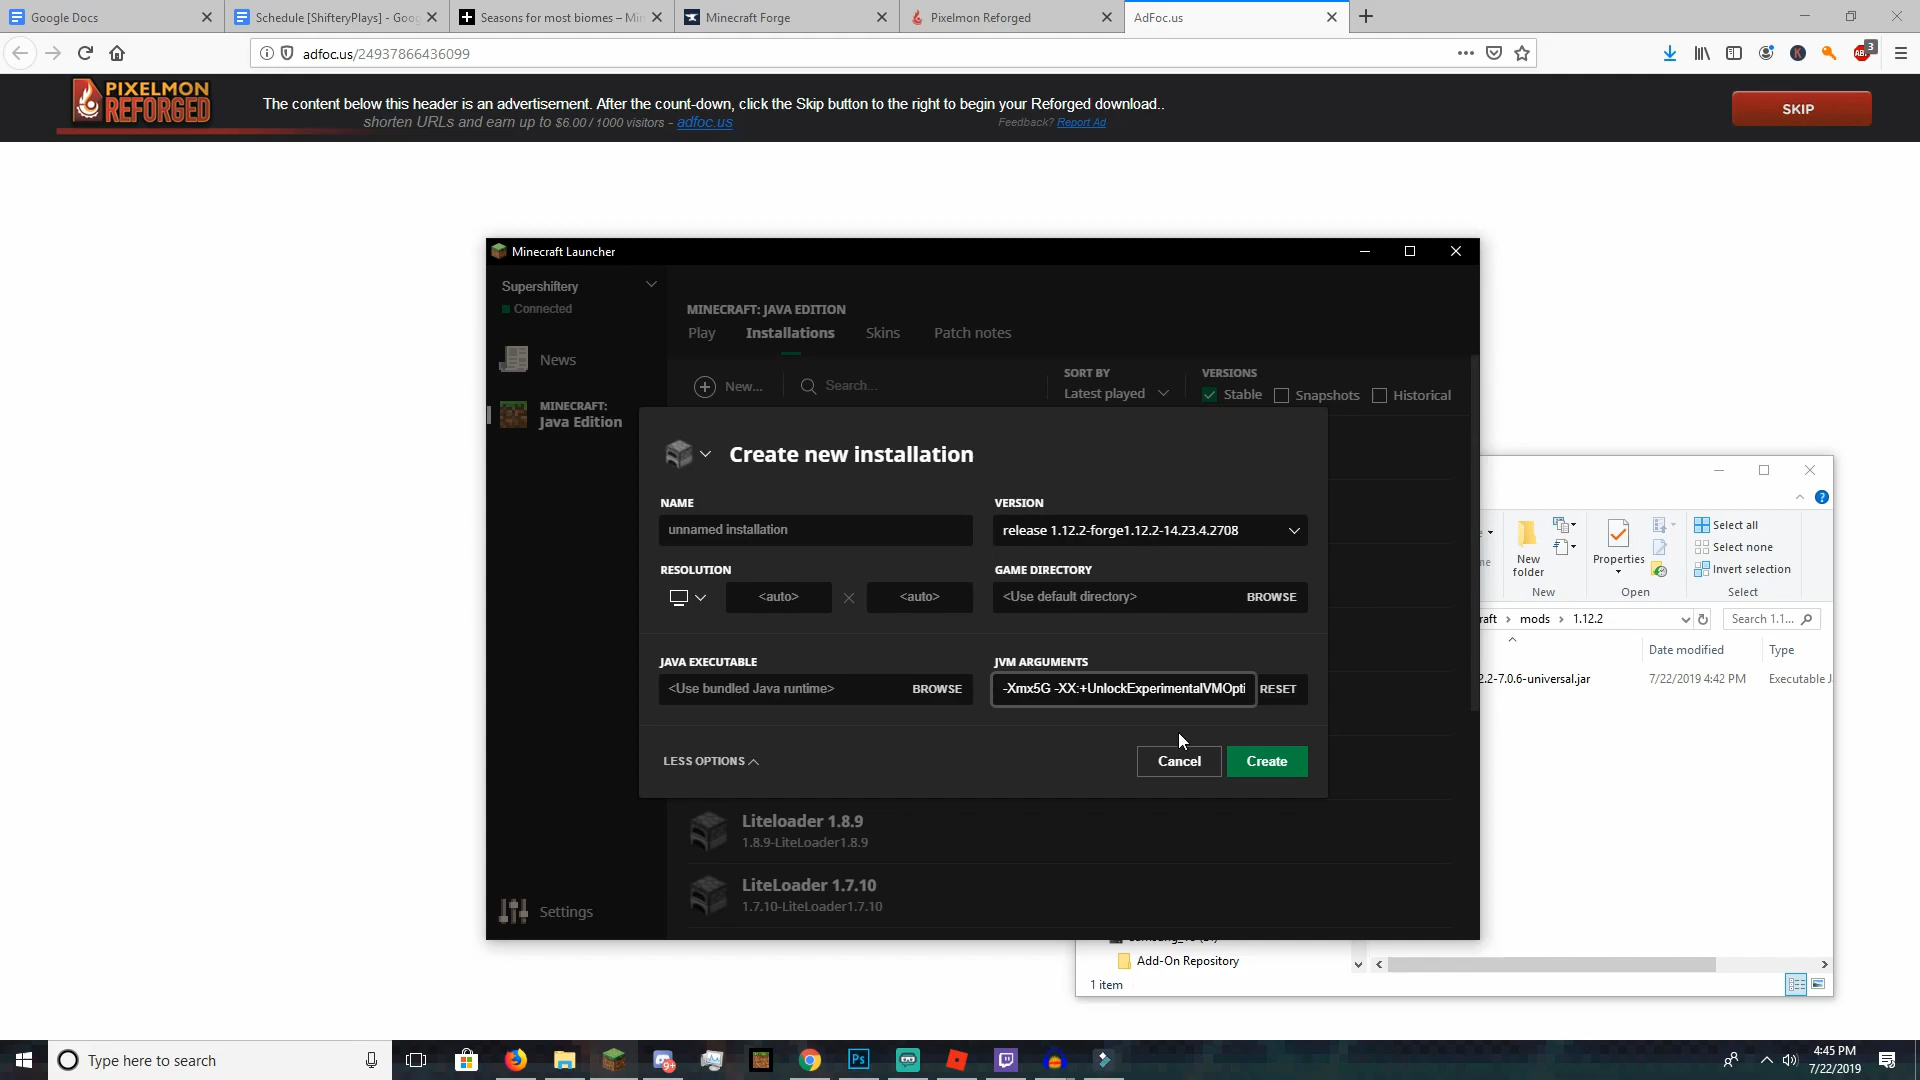 Google Docs
Schedule [ShifteryPlays] - Goog
Seasons for most biomes – Min
Minecraft Forge
Pixelmon Reforged
AdFoc.us
adfoc.us/24937866436099
ABP
3
PIXELMON
REFORGED
The content below this header is an advertisement. After the count-down, click the Skip button to the right to begin your Reforged download..
shorten URLs and earn up to $6.00 / 1000 visitors - adfoc.us
Feedback? Report Ad
SKIP
Minecraft Launcher
Supershiftery
Connected
News
MINECRAFT:
Java Edition
Settings
MINECRAFT: JAVA EDITION
Play
Installations
Skins
Patch notes
New...
Search...
SORT BY
Latest played
VERSIONS
Stable
Snapshots
Historical
Create new installation
NAME
unnamed installation
VERSION
release 1.12.2-forge1.12.2-14.23.4.2708
RESOLUTION
<auto>
<auto>
GAME DIRECTORY
<Use default directory>
BROWSE
JAVA EXECUTABLE
<Use bundled Java runtime>
BROWSE
JVM ARGUMENTS
-Xmx5G -XX:+UnlockExperimentalVMOpti
RESET
LESS OPTIONS
Cancel
Create
Liteloader 1.8.9
1.8.9-LiteLoader1.8.9
LiteLoader 1.7.10
1.7.10-LiteLoader1.7.10
New
folder
New
Properties
Open
Select all
Select none
Invert selection
Select
raft
mods
1.12.2
Search 1.1...
Date modified
Type
2.2-7.0.6-universal.jar
7/22/2019 4:42 PM
Executable J
Add-On Repository
1 item
Type here to search
Ps
4:45 PM
7/22/2019